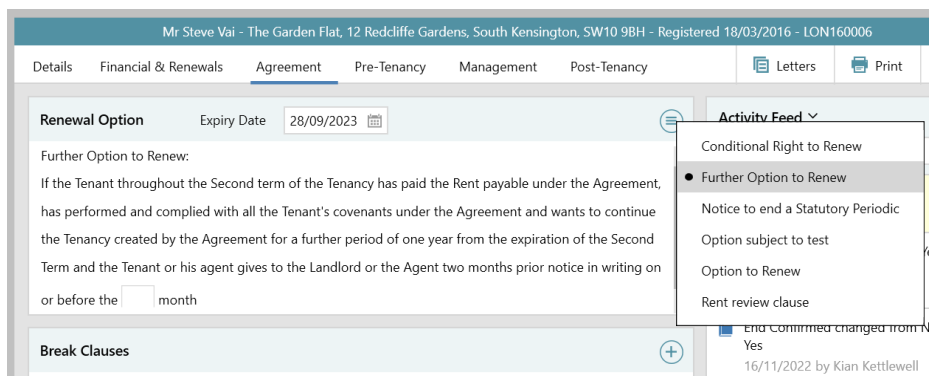 Mr Steve Vai - The Garden Flat, 12 Redcliffe Gardens, South Kensington, SW10 9BH - Registered 18/03/2016 - LON160006
Details Financial & Renewals Agreement Pre-Tenancy Management Post-Tenancy Letters Print
Renewal Option Expiry Date 28/09/2023
Further Option to Renew:
If the Tenant throughout the Second term of the Tenancy has paid the Rent payable under the Agreement,
has performed and complied with all the Tenant's covenants under the Agreement and wants to continue
the Tenancy created by the Agreement for a further period of one year from the expiration of the Second
Term and the Tenant or his agent gives to the Landlord or the Agent two months prior notice in writing on
or before the month
Break Clauses
Activity Feed
Conditional Right to Renew
Further Option to Renew
Notice to end a Statutory Periodic
Option subject to test
Option to Renew
Rent review clause
End Confirmed changed from N
Yes
16/11/2022 by Kian Kettlewell